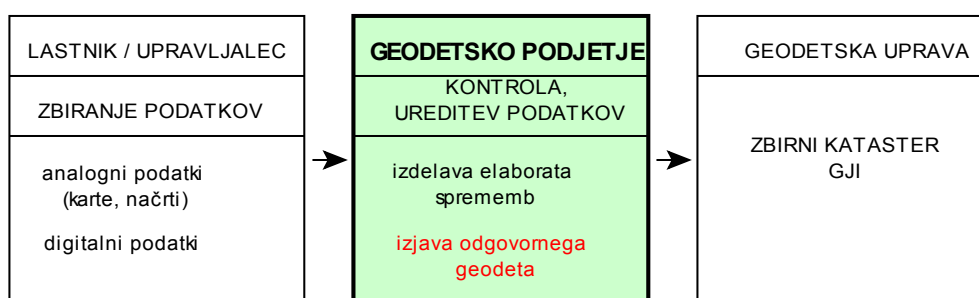 LASTNIK / UPRAVLJALEC
ZBIRANJE PODATKOV
analogni podatki
(karte, načrti)
digitalni podatki
GEODETSKO PODJETJE
KONTROLA,
UREDITEV PODATKOV
izdelava elaborata
sprememb
izjava odgovornega
geodeta
GEODETSKA UPRAVA
ZBIRNI KATASTER
GJI